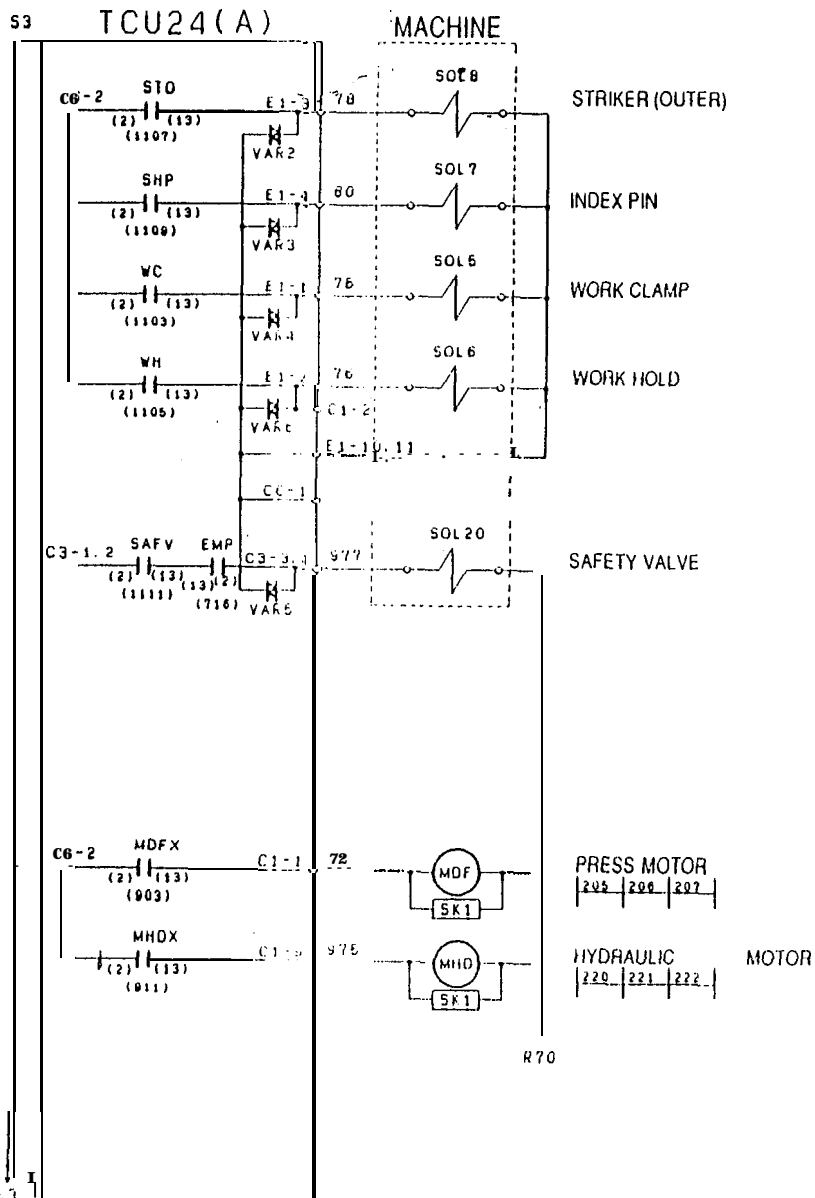 S3 TCU24(A) MACHINE
STO SOL8
C6-2 78 STRIKER (OUTER)
(2) (13)
(1107) VAR2
SHP SOL7
E1-4 80 INDEX PIN
(2) (13)
(1109) VAR3
WC SOL5
E1-1 INDEX
(2) (13) WORK CLAMP
(1103) VAR4
WH SOL6
E1-2 76 WORK HOLD
(2) (13)
(1105) C1-2
E1-10.11
C6-1
SAFV EMP SOL20
C3-1.2 977 SAFETY VALVE
(2) (13) (13) (2)
(1111) (716) VAR5
MDFX
C6-2 C1-1 72 MDF PRESS MOTOR
(2) (13) 205 206 207
(903) SK1
MHDX
975 MHD HYDRAULIC MOTOR
(2) (13) 220 221 222
(911) SK1
R70